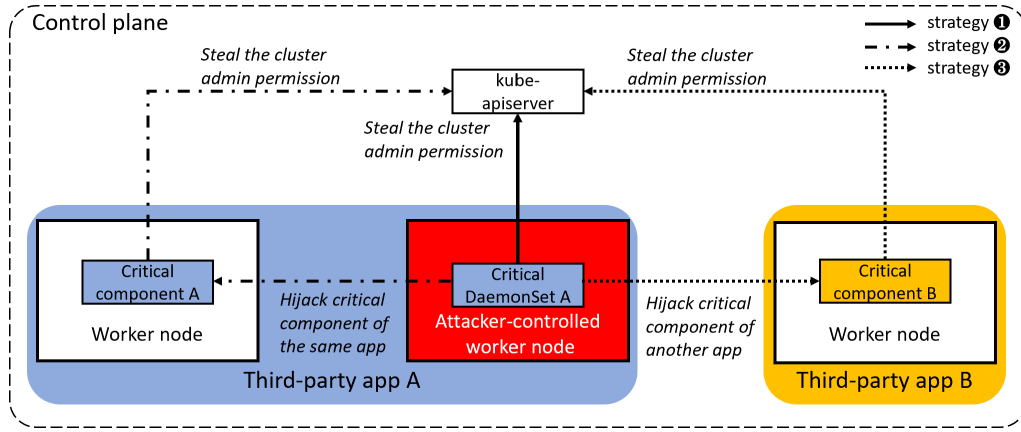 Control plane
strategy ❶
strategy ❷
strategy ❸
Steal the cluster
admin permission
kube-
apiserver
Steal the cluster
admin permission
Steal the cluster
admin permission
Critical
component A
Worker node
Hijack critical
component of
the same app
Critical
DaemonSet A
Attacker-controlled
worker node
Hijack critical
component of
another app
Critical
component B
Worker node
Third-party app A
Third-party app B